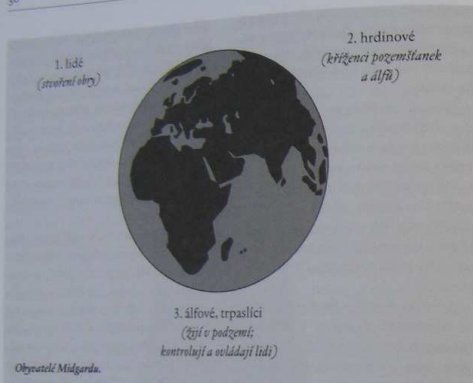 1. lidé
(stvoření obry)
2. hrdinové
(kříženci pozemšťanek
a álfů)
3. álfové, trpaslíci
(žijí v podzemí;
kontrolují a ovládají lidi)
Obyvatelé Midgardu.